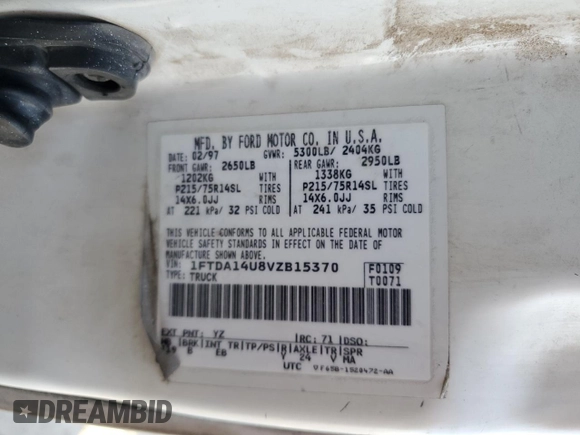 MFD. BY FORD MOTOR CO. IN U.S.A.
DATE: 02/97 GVWR: 5300LB/ 2404KG
FRONT GAWR: 2650LB REAR GAWR: 2950LB
1202KG WITH 1338KG WITH
P215/75R14SL TIRES P215/75R14SL TIRES
14X6.0JJ RIMS 14X6.0JJ RIMS
AT 221 kPa/ 32 PSI COLD AT 241 kPa/ 35 PSI COLD
THIS VEHICLE CONFORMS TO ALL APPLICABLE FEDERAL MOTOR
VEHICLE SAFETY STANDARDS IN EFFECT ON THE DATE OF
MANUFACTURE SHOWN ABOVE.
VIN: 1FTDA14U8VZB15370 F0109
TYPE: TRUCK T0071
EXT PNT: YZ RC: 71 DSO:
BRK INT TR TP/PS R AXLE TR SPR
B EB Y 24 V MA
UTC
DREAMBID